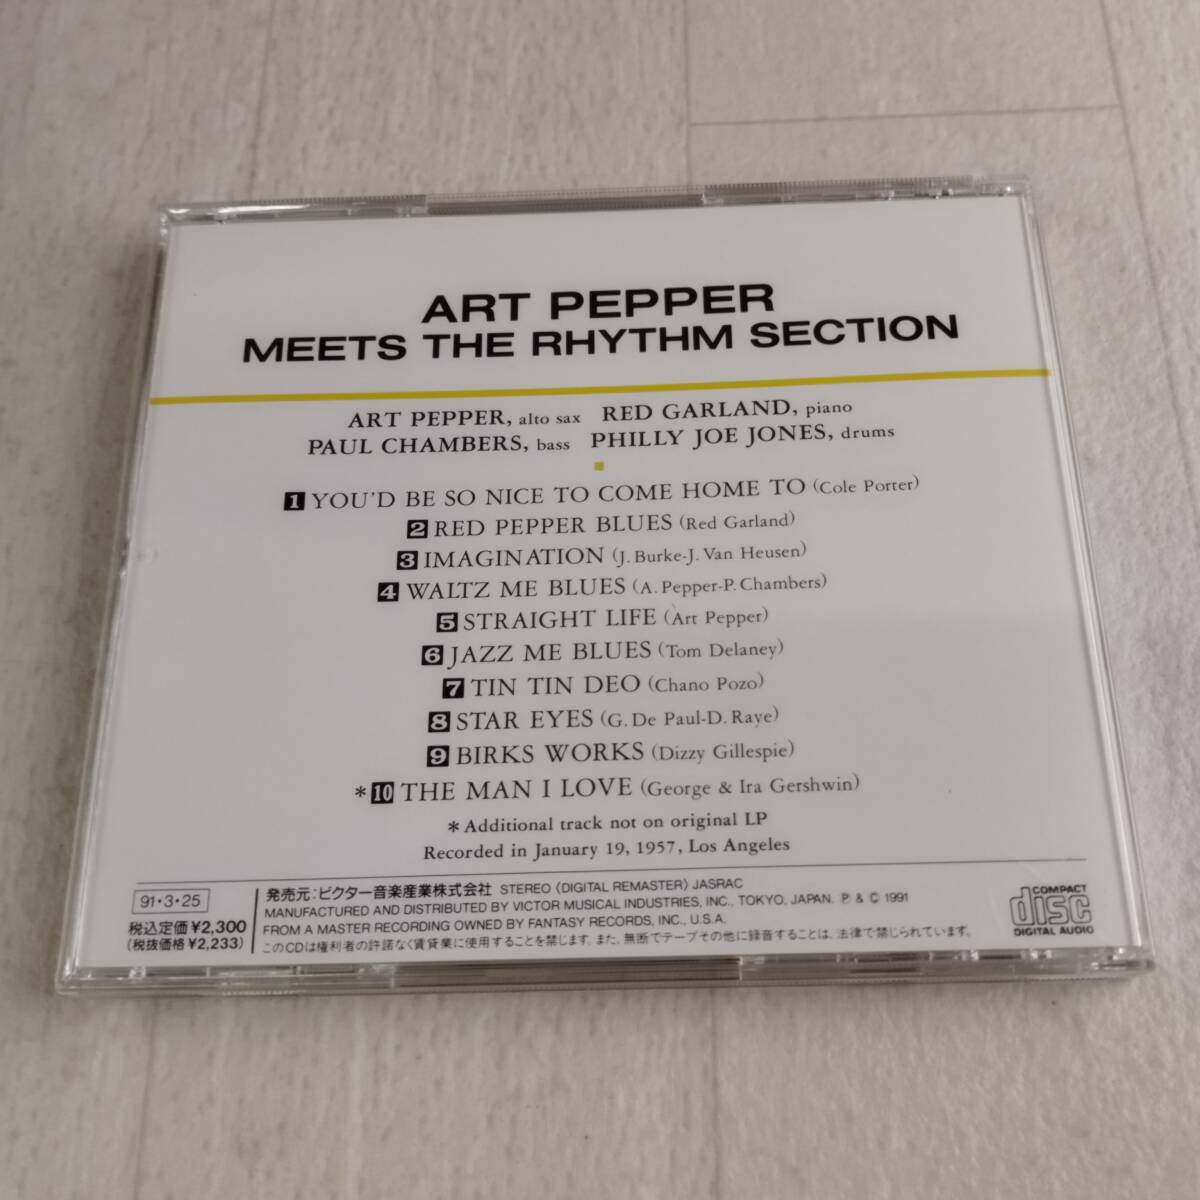 ART PEPPER
MEETS THE RHYTHM SECTION
ART PEPPER, alto sax RED GARLAND, piano
PAUL CHAMBERS, bass PHILLY JOE JONES, drums
1 YOU'D BE SO NICE TO COME HOME TO (Cole Porter)
2 RED PEPPER BLUES (Red Garland)
3 IMAGINATION (J. Burke-J. Van Heusen)
4 WALTZ ME BLUES (A. Pepper-P. Chambers)
5 STRAIGHT LIFE (Art Pepper)
6 JAZZ ME BLUES (Tom Delaney)
7 TIN TIN DEO (Chano Pozo)
8 STAR EYES (G. De Paul-D. Raye)
9 BIRKS WORKS (Dizzy Gillespie)
*10 THE MAN I LOVE (George & Ira Gershwin)
* Additional track not on original LP
Recorded in January 19, 1957, Los Angeles
91・3・25
税込定価¥2,300
(税抜価格¥2,233)
発売元:ビクター音楽産業株式会社 STEREO〈DIGITAL REMASTER〉JASRAC
MANUFACTURED AND DISTRIBUTED BY VICTOR MUSICAL INDUSTRIES, INC., TOKYO, JAPAN. ℗ & © 1991
FROM A MASTER RECORDING OWNED BY FANTASY RECORDS, INC., U.S.A.
このCDは権利者の許諾なく賃貸業に使用することを禁じます。また、無断でテープその他に録音することは、法律で禁じられています。
COMPACT
disc
DIGITAL AUDIO